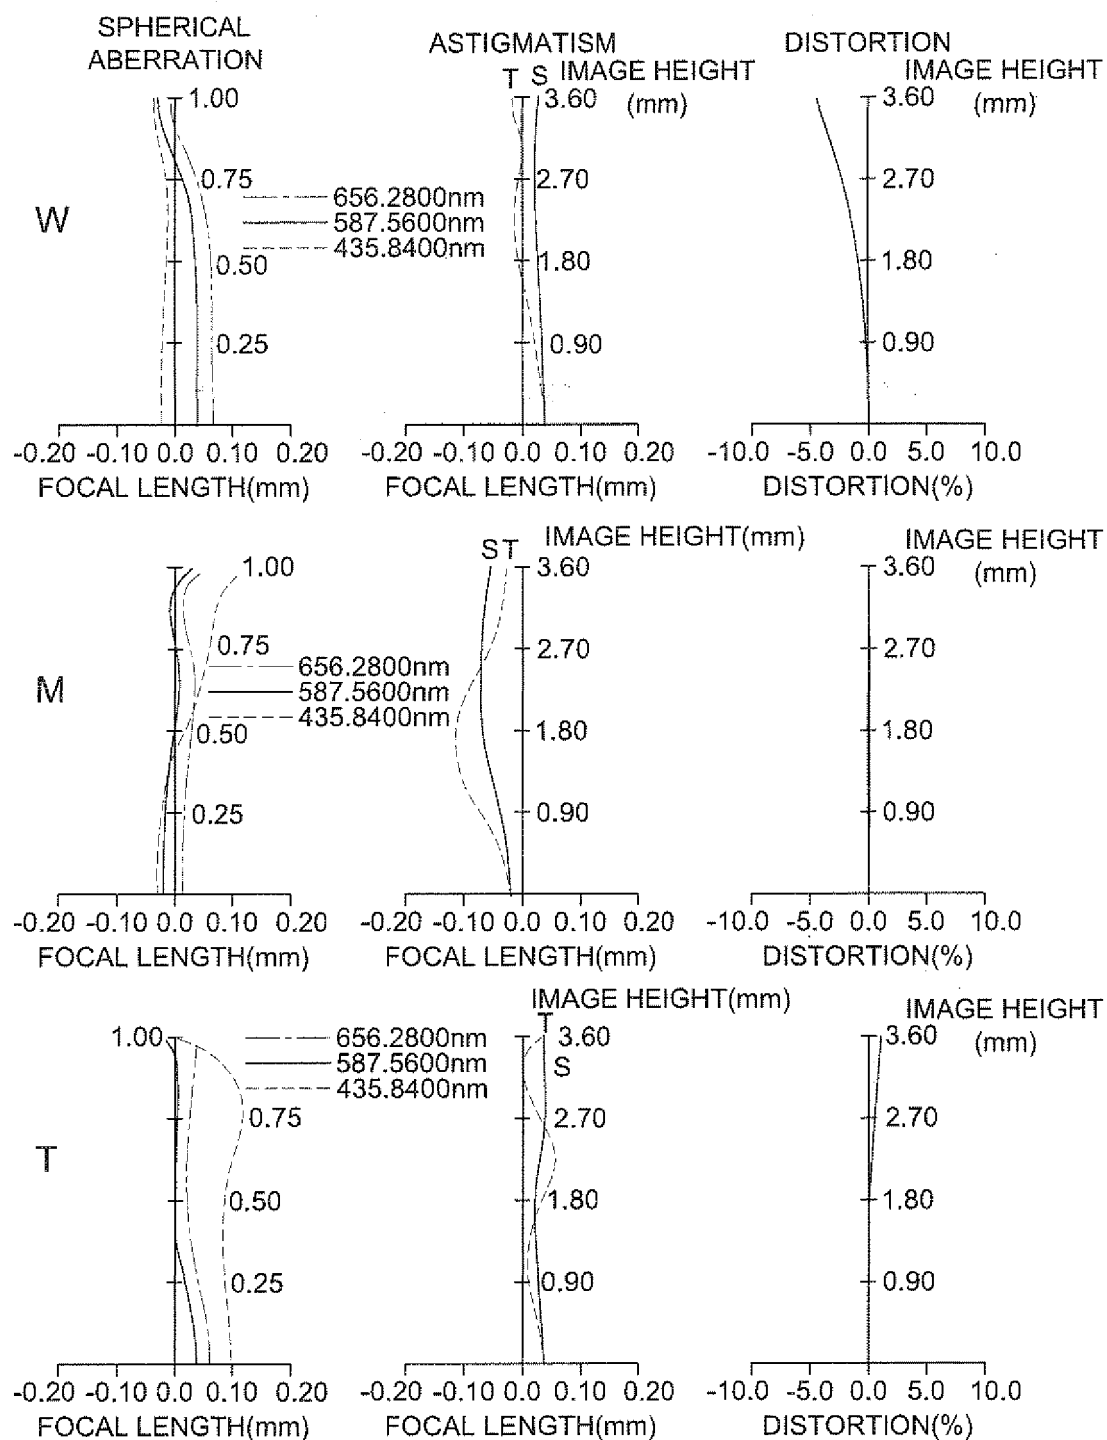 SPHERICAL
ABERRATION
ASTIGMATISM
DISTORTION
T S IMAGE HEIGHT
(mm)
IMAGE HEIGHT
(mm)
1.00
3.60
3.60
W
0.75
2.70
2.70
656.2800nm
587.5600nm
435.8400nm
0.50
1.80
1.80
0.25
0.90
0.90
-0.20 -0.10 0.0 0.10 0.20
-0.20 -0.10 0.0 0.10 0.20
-10.0 -5.0 0.0 5.0 10.0
FOCAL LENGTH(mm)
FOCAL LENGTH(mm)
DISTORTION(%)
S T
IMAGE HEIGHT(mm)
IMAGE HEIGHT
(mm)
1.00
3.60
3.60
M
0.75
2.70
2.70
656.2800nm
587.5600nm
435.8400nm
0.50
1.80
1.80
0.25
0.90
0.90
-0.20 -0.10 0.0 0.10 0.20
-0.20 -0.10 0.0 0.10 0.20
-10.0 -5.0 0.0 5.0 10.0
FOCAL LENGTH(mm)
FOCAL LENGTH(mm)
DISTORTION(%)
IMAGE HEIGHT(mm)
IMAGE HEIGHT
(mm)
T
S
1.00
3.60
3.60
656.2800nm
587.5600nm
435.8400nm
T
0.75
2.70
2.70
0.50
1.80
1.80
0.25
0.90
0.90
-0.20 -0.10 0.0 0.10 0.20
-0.20 -0.10 0.0 0.10 0.20
-10.0 -5.0 0.0 5.0 10.0
FOCAL LENGTH(mm)
FOCAL LENGTH(mm)
DISTORTION(%)